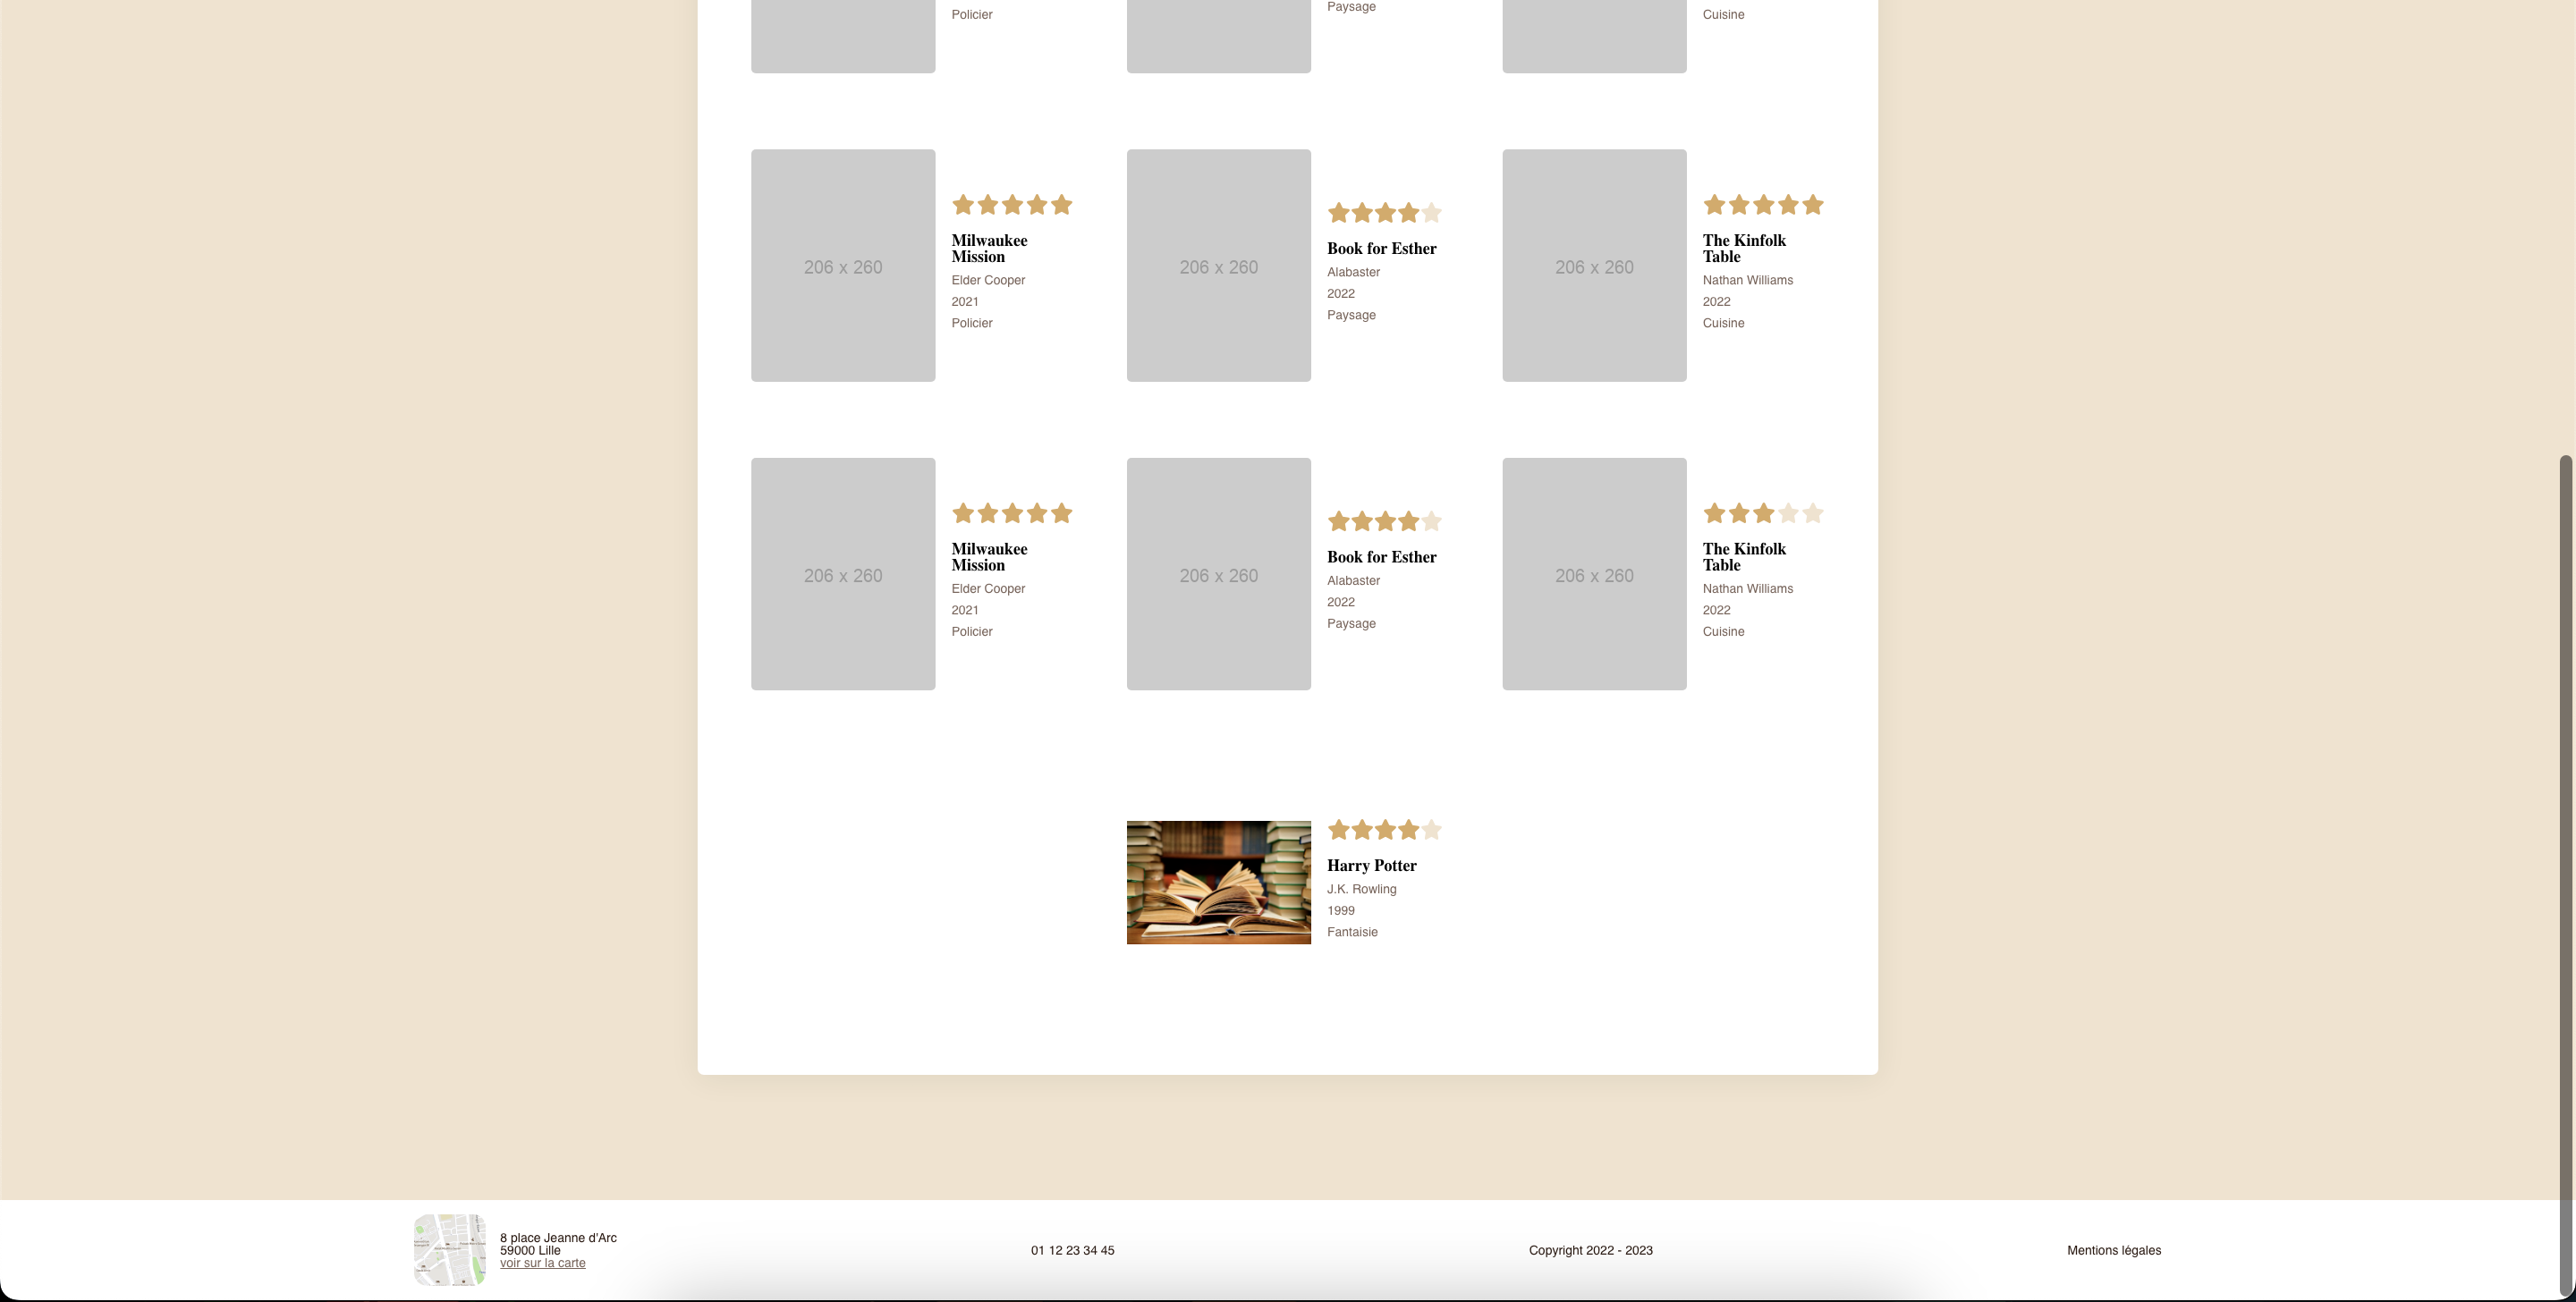 Policier
Paysage
Cuisine
206 x 260
Milwaukee
Mission
Elder Cooper
2021
Policier
206 x 260
Book for Esther
Alabaster
2022
Paysage
206 x 260
The Kinfolk
Table
Nathan Williams
2022
Cuisine
206 x 260
Milwaukee
Mission
Elder Cooper
2021
Policier
206 x 260
Book for Esther
Alabaster
2022
Paysage
206 x 260
The Kinfolk
Table
Nathan Williams
2022
Cuisine
Harry Potter
J.K. Rowling
1999
Fantaisie
8 place Jeanne d'Arc
59000 Lille
voir sur la carte
01 12 23 34 45
Copyright 2022 - 2023
Mentions légales